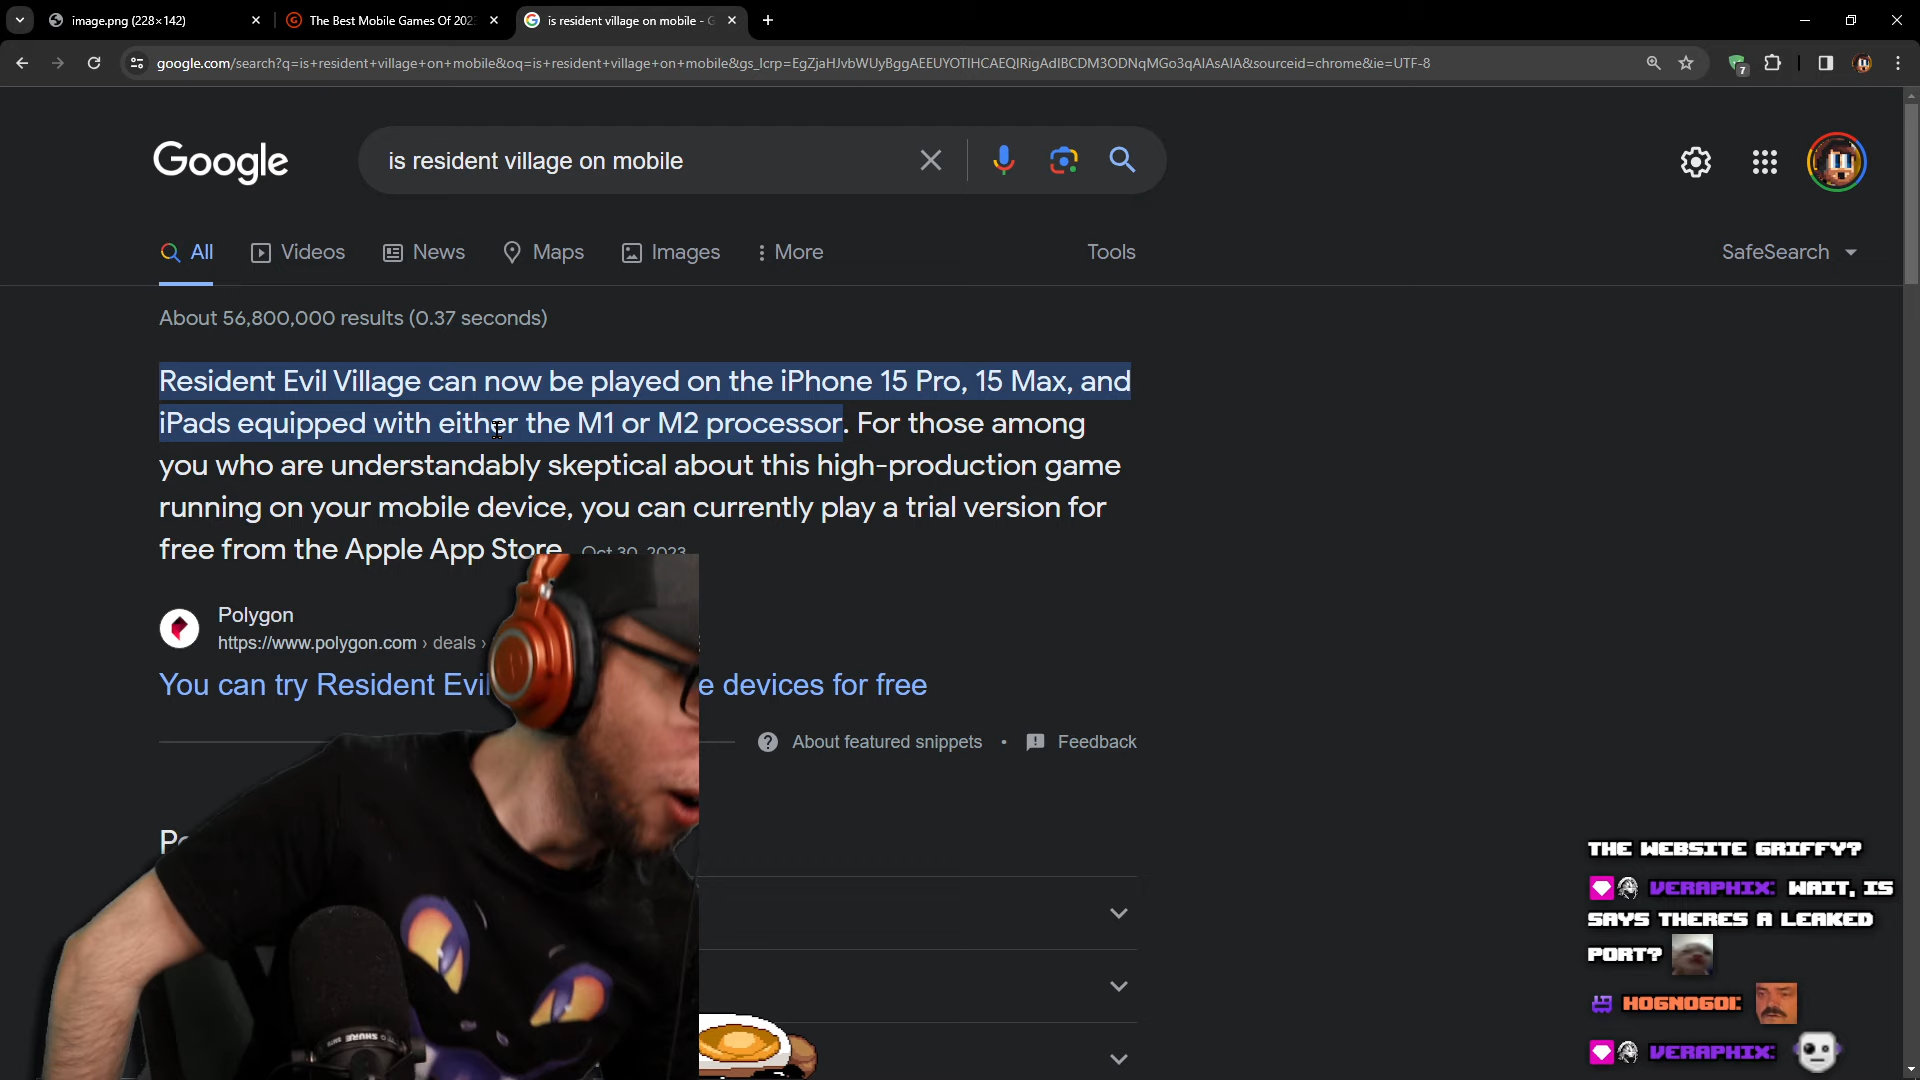 image.png (228×142)
The Best Mobile Games Of 202
is resident village on mobile - G
google.com/search?q=is+resident+village+on+mobile&oq=is+resident+village+on+mobile&gs_lcrp=EgZjaHJvbWUyBggAEEUYOTIHCAEQIRigAdIBCDM3ODNqMGo3qAIAsAIA&sourceid=chrome&ie=UTF-8
7
Google
is resident village on mobile
All
Videos
News
Maps
Images
More
Tools
SafeSearch
About 56,800,000 results (0.37 seconds)
Resident Evil Village can now be played on the iPhone 15 Pro, 15 Max, and
iPads equipped with either the M1 or M2 processor. For those among
you who are understandably skeptical about this high-production game
running on your mobile device, you can currently play a trial version for
free from the Apple App Store. Oct 30, 2023
Polygon
https://www.polygon.com › deals ›
You can try Resident Evil
e devices for free
About featured snippets
•
Feedback
THE WEBSITE GRIFFY?
VERAPHIX: WAIT, IS
SAYS THERES A LEAKED
PORT?
HOGNOGOI:
VERAPHIX:
SHURE